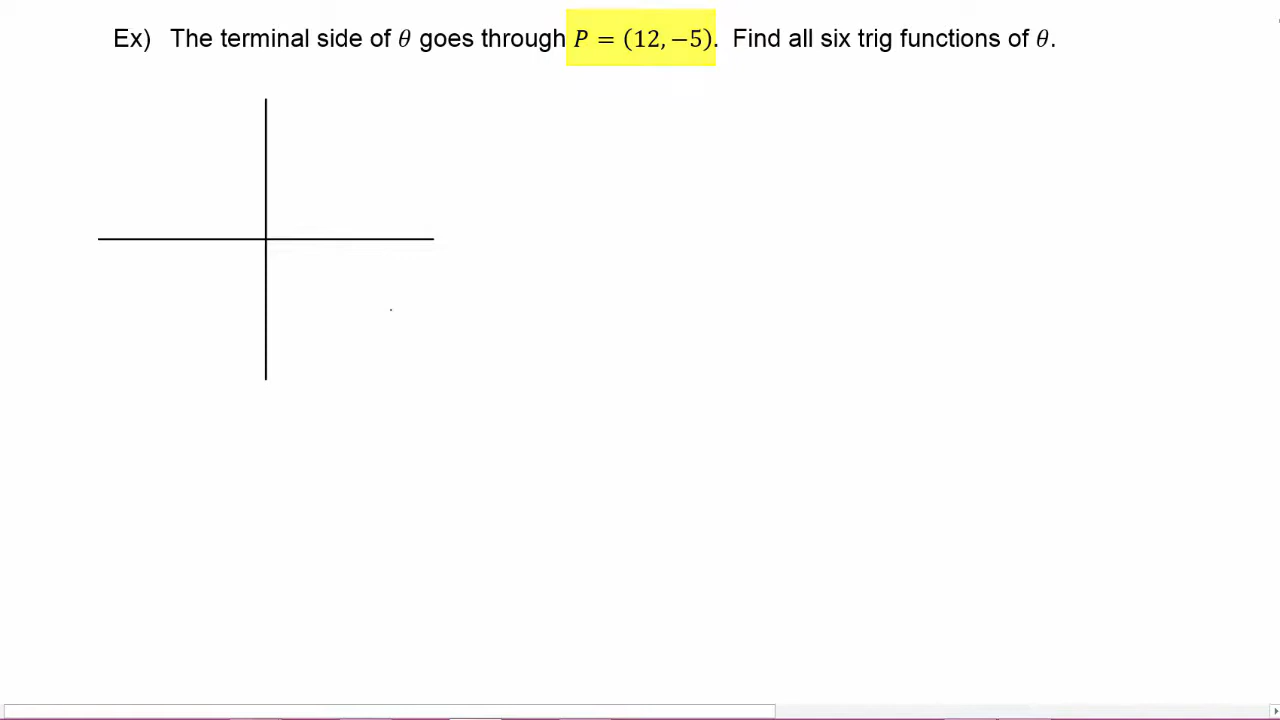 Ex) The terminal side of θ goes through P = (12, −5). Find all six trig functions of θ.